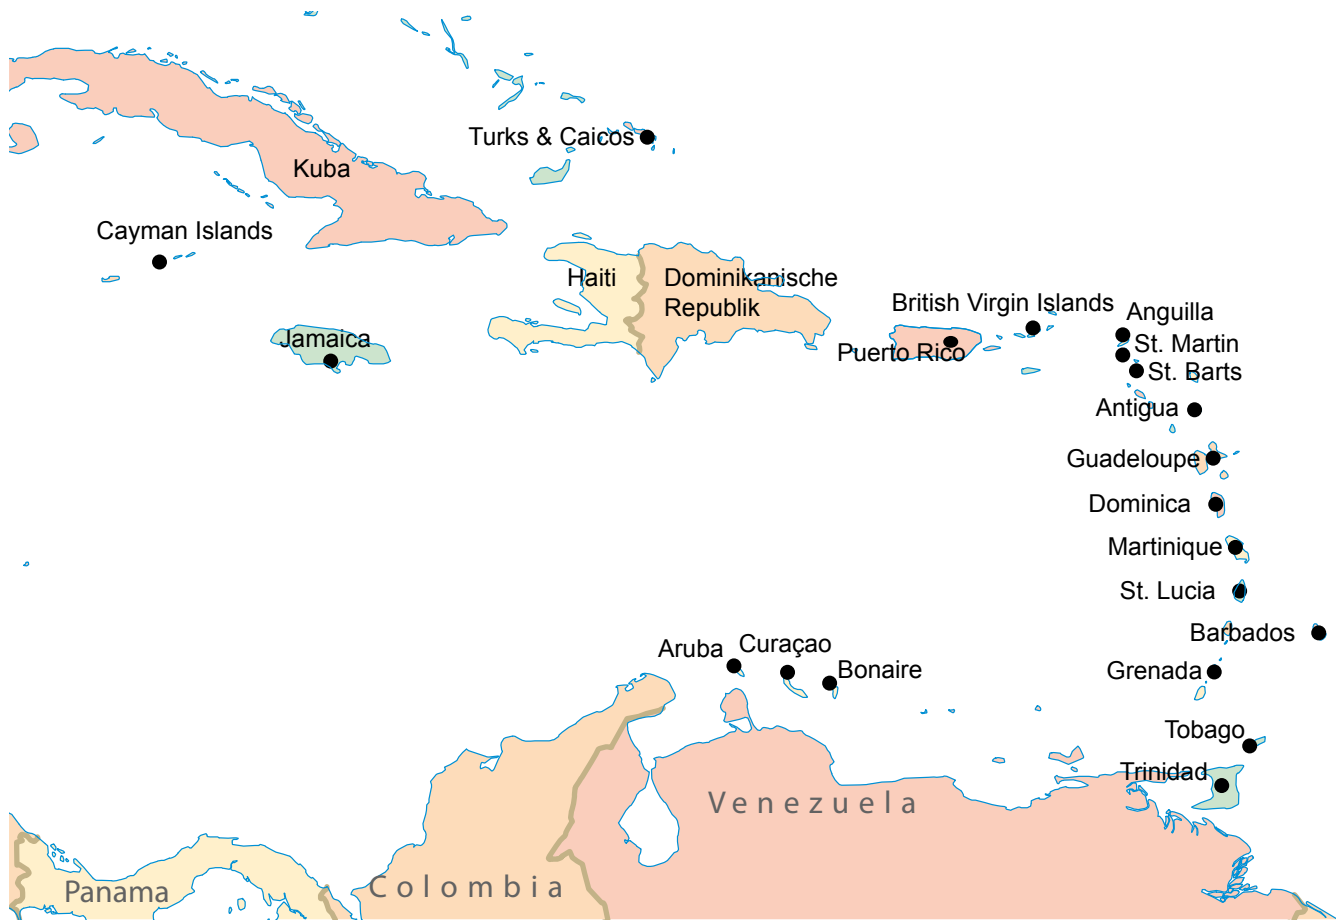 Turks & Caicos
Kuba
Cayman Islands
Haiti
Dominikanische
Republik
British Virgin Islands
Anguilla
Jamaica
Puerto Rico
St. Martin
St. Barts
Antigua
Guadeloupe
Dominica
Martinique
St. Lucia
Barbados
Aruba
Curaçao
Bonaire
Grenada
Tobago
Trinidad
Venezuela
Panama
Colombia